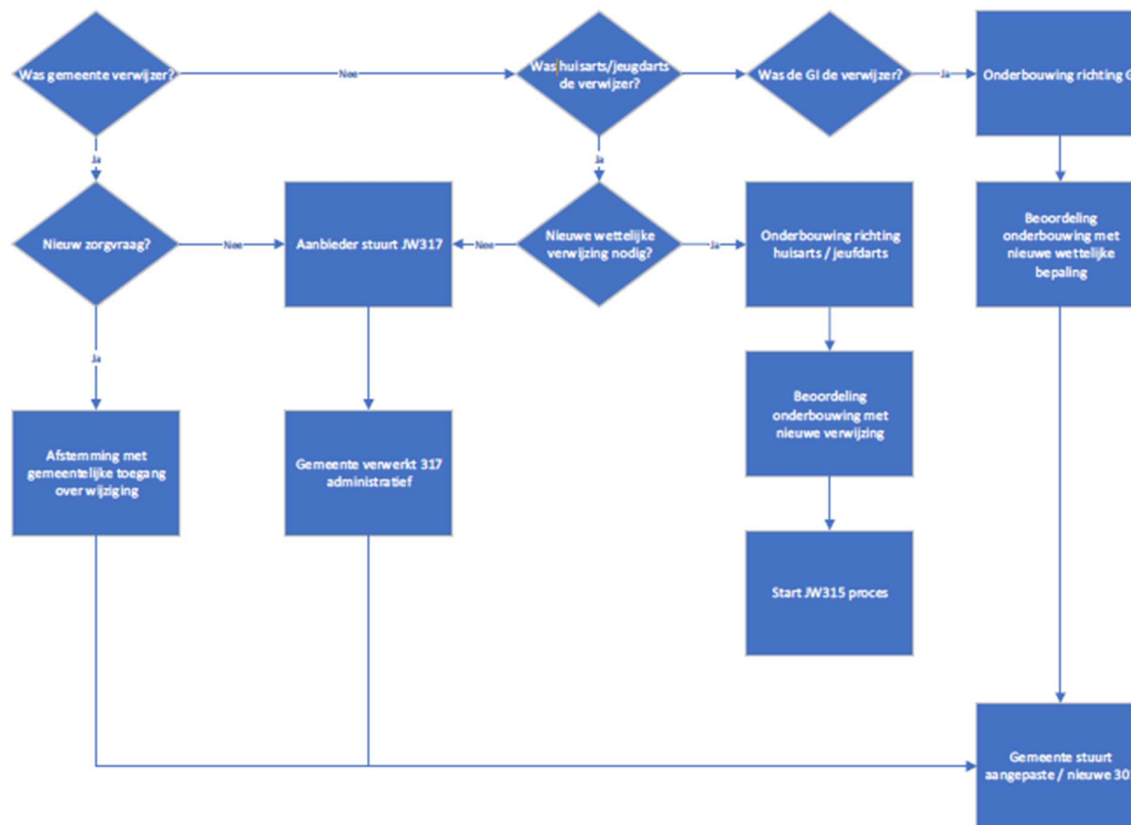 Was gemeente verwijzer?
Nee
Was huisarts/jeugdarts
de verwijzer?
Was de GI de verwijzer?
Ja
Onderbouwing richting G
Ja
Ja
Nieuw zorgvraag?
Nee
Aanbieder stuurt JW317
Nee
Nieuwe wettelijke
verwijzing nodig?
Ja
Onderbouwing richting
huisarts / jeufdarts
Beoordeling
onderbouwing met
nieuwe wettelijke
bepaling
Ja
Afstemming met
gemeentelijke toegang
over wijziging
Gemeente verwerkt 317
administratief
Beoordeling
onderbouwing met
nieuwe verwijzing
Start JW315 proces
Gemeente stuurt
aangepaste / nieuwe 30